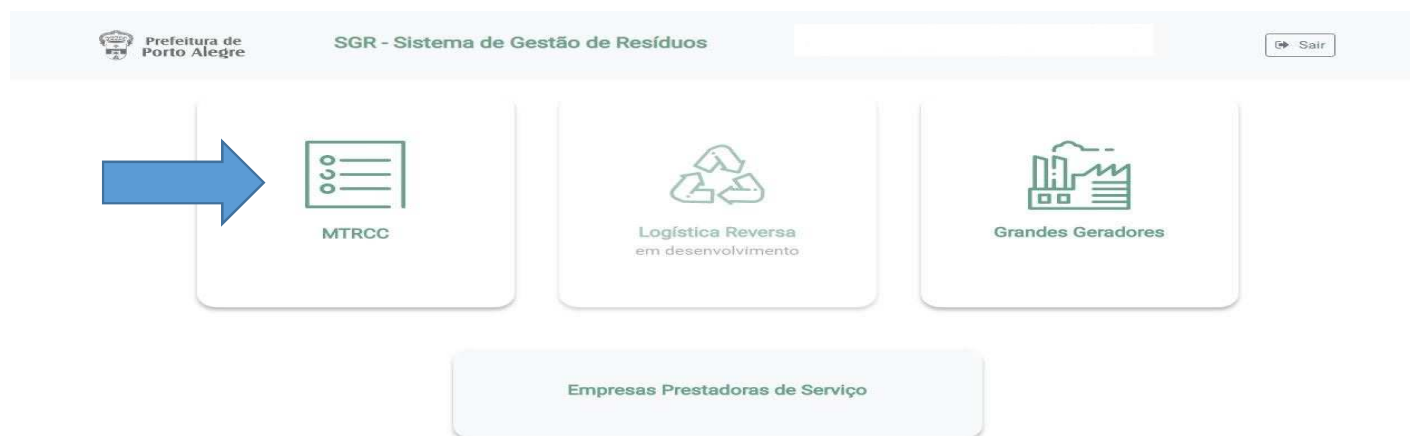 Prefeitura de
Porto Alegre
SGR - Sistema de Gestão de Resíduos
Sair
MTRCC
Logística Reversa
em desenvolvimento
Grandes Geradores
Empresas Prestadoras de Serviço